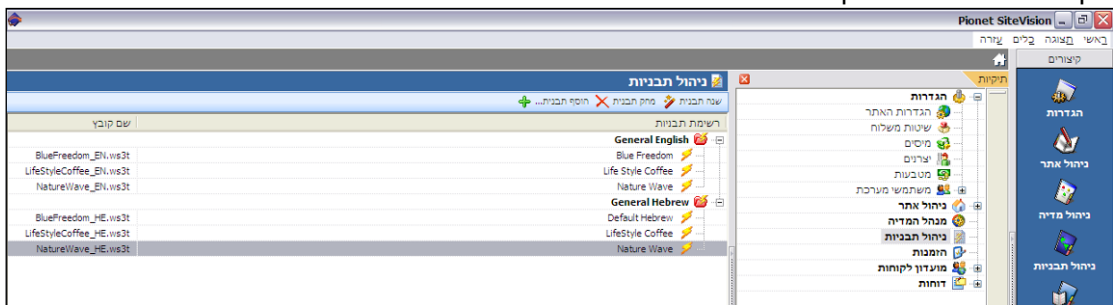 Pionet SiteVision
ראשי תצוגה כלים עזרה
קיצורים
הגדרות
ניהול אתר
ניהול מדיה
ניהול תבניות
תיקיות
הגדרות
הגדרות האתר
שיטות משלוח
מיסים
יצרנים
מטבעות
משתמשי מערכת
ניהול אתר
מנהל המדיה
ניהול תבניות
הזמנות
מועדון לקוחות
דוחות
ניהול תבניות
שנה תבנית מחק תבנית הוסף תבנית...
רשימת תבניות שם קובץ
General English
Blue Freedom BlueFreedom_EN.ws3t
Life Style Coffee LifeStyleCoffee_EN.ws3t
Nature Wave NatureWave_EN.ws3t
General Hebrew
Default Hebrew BlueFreedom_HE.ws3t
LifeStyle Coffee LifeStyleCoffee_HE.ws3t
Nature Wave NatureWave_HE.ws3t